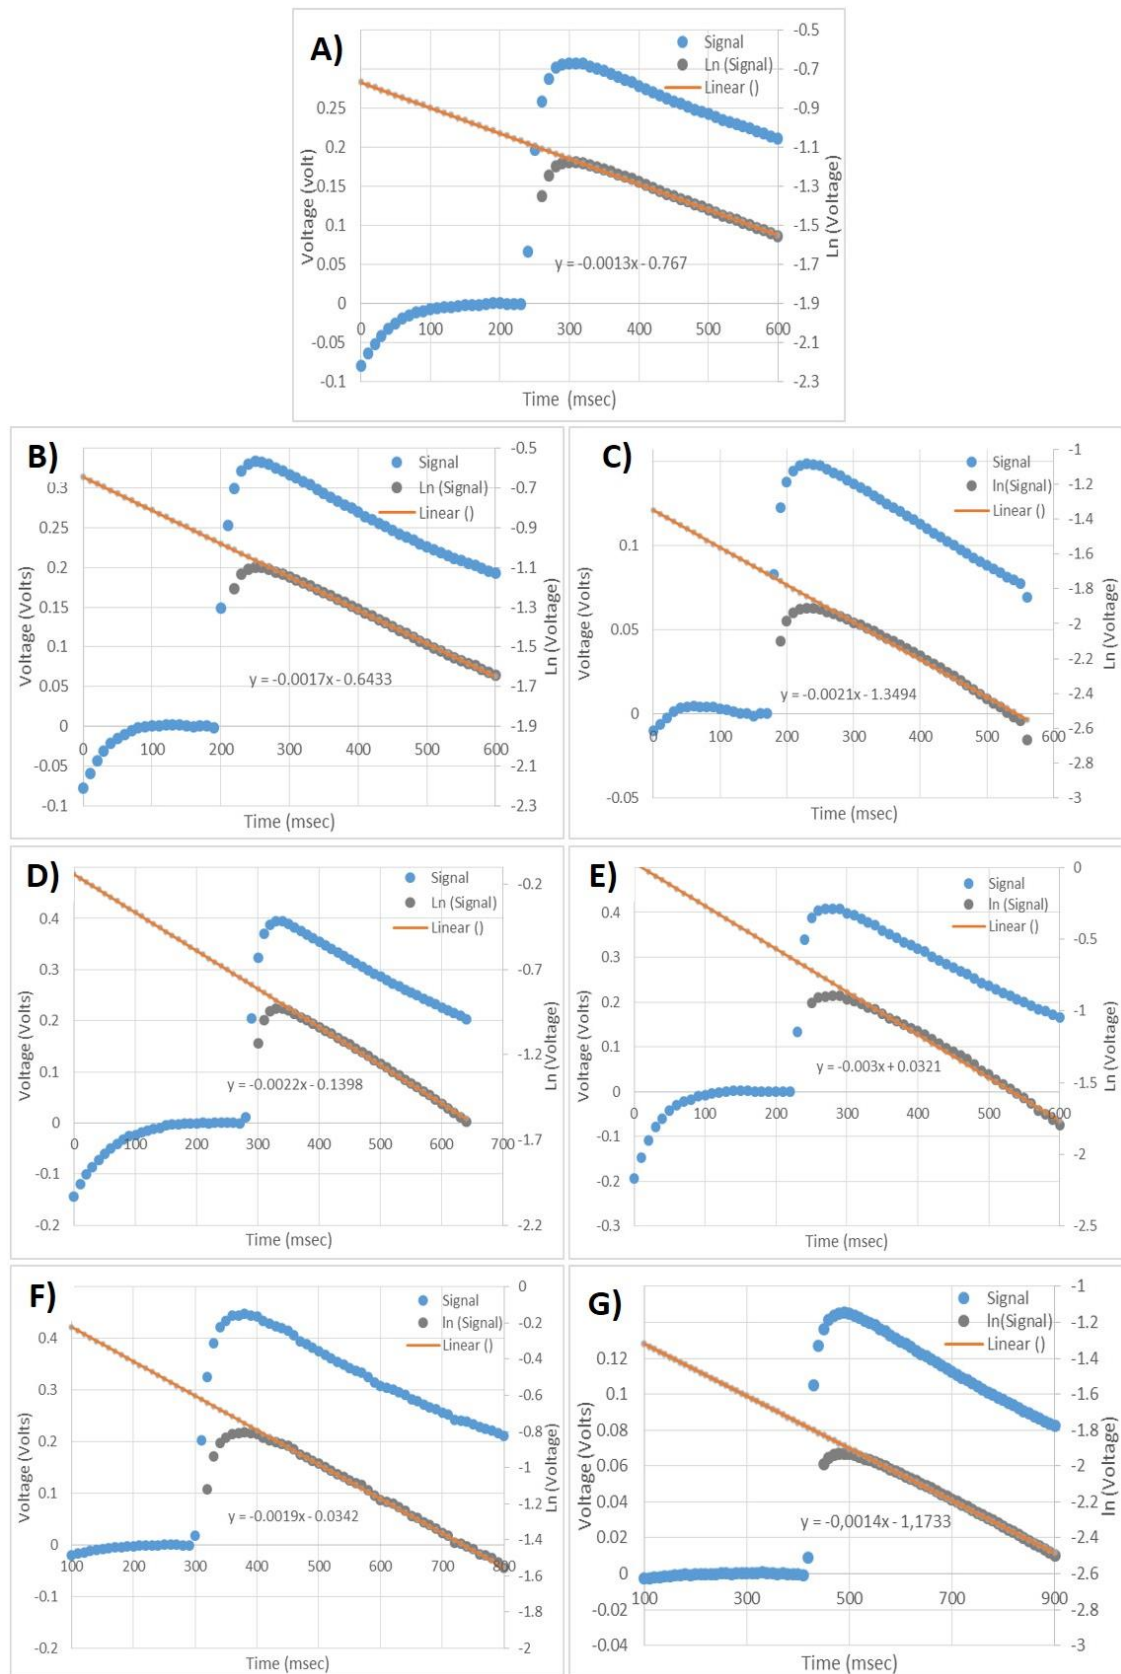 A)
Signal
Ln (Signal)
Linear ()
-0.5
-0.7
-0.9
-1.1
-1.3
-1.5
-1.7
-1.9
-2.1
-2.3
0.25
0.2
0.15
0.1
0.05
0
-0.05
-0.1
0 100 200 300 400 500 600
y = -0.0013x - 0.767
Voltage (volt)
Ln (Voltage)
Time (msec)
B)
Signal
Ln (Signal)
Linear ()
-0.5
-0.7
-0.9
-1.1
-1.3
-1.5
-1.7
-1.9
-2.1
-2.3
0.3
0.25
0.2
0.15
0.1
0.05
0
-0.05
-0.1
0 100 200 300 400 500 600
y = -0.0017x - 0.6433
Voltage (Volts)
Ln (Voltage)
Time (msec)
C)
Signal
ln(Signal)
Linear ()
-1
-1.2
-1.4
-1.6
-1.8
-2
-2.2
-2.4
-2.6
-2.8
-3
0.1
0.05
0
-0.05
0 100 200 300 400 500 600
y = -0.0021x - 1.3494
Voltage (Volts)
Ln (Voltage)
Time (msec)
D)
Signal
Ln (Signal)
Linear ()
-0.2
-0.7
-1.2
-1.7
-2.2
0.4
0.3
0.2
0.1
0
-0.1
-0.2
0 100 200 300 400 500 600 700
y = -0.0022x - 0.1398
Voltage (Volts)
Ln (Voltage)
Time (msec)
E)
Signal
ln (Signal)
Linear ()
0
-0.5
-1
-1.5
-2
-2.5
0.4
0.3
0.2
0.1
0
-0.1
-0.2
-0.3
0 100 200 300 400 500 600
y = -0.003x + 0.0321
Voltage (Volts)
Ln (Voltage)
Time (msec)
F)
Signal
ln (Signal)
Linear ()
0
-0.2
-0.4
-0.6
-0.8
-1
-1.2
-1.4
-1.6
-1.8
-2
0.4
0.3
0.2
0.1
0
-0.1
-0.2
100 200 300 400 500 600 700 800
y = -0.0019x - 0.0342
Voltage (Volts)
Ln (Voltage)
Time (msec)
G)
Signal
ln(Signal)
Linear ()
-1
-1.2
-1.4
-1.6
-1.8
-2
-2.2
-2.4
-2.6
-2.8
-3
0.12
0.1
0.08
0.06
0.04
0.02
0
-0.02
-0.04
100 300 500 700 900
y = -0,0014x - 1,1733
Voltage (Volts)
ln (Voltage)
Time (msec)